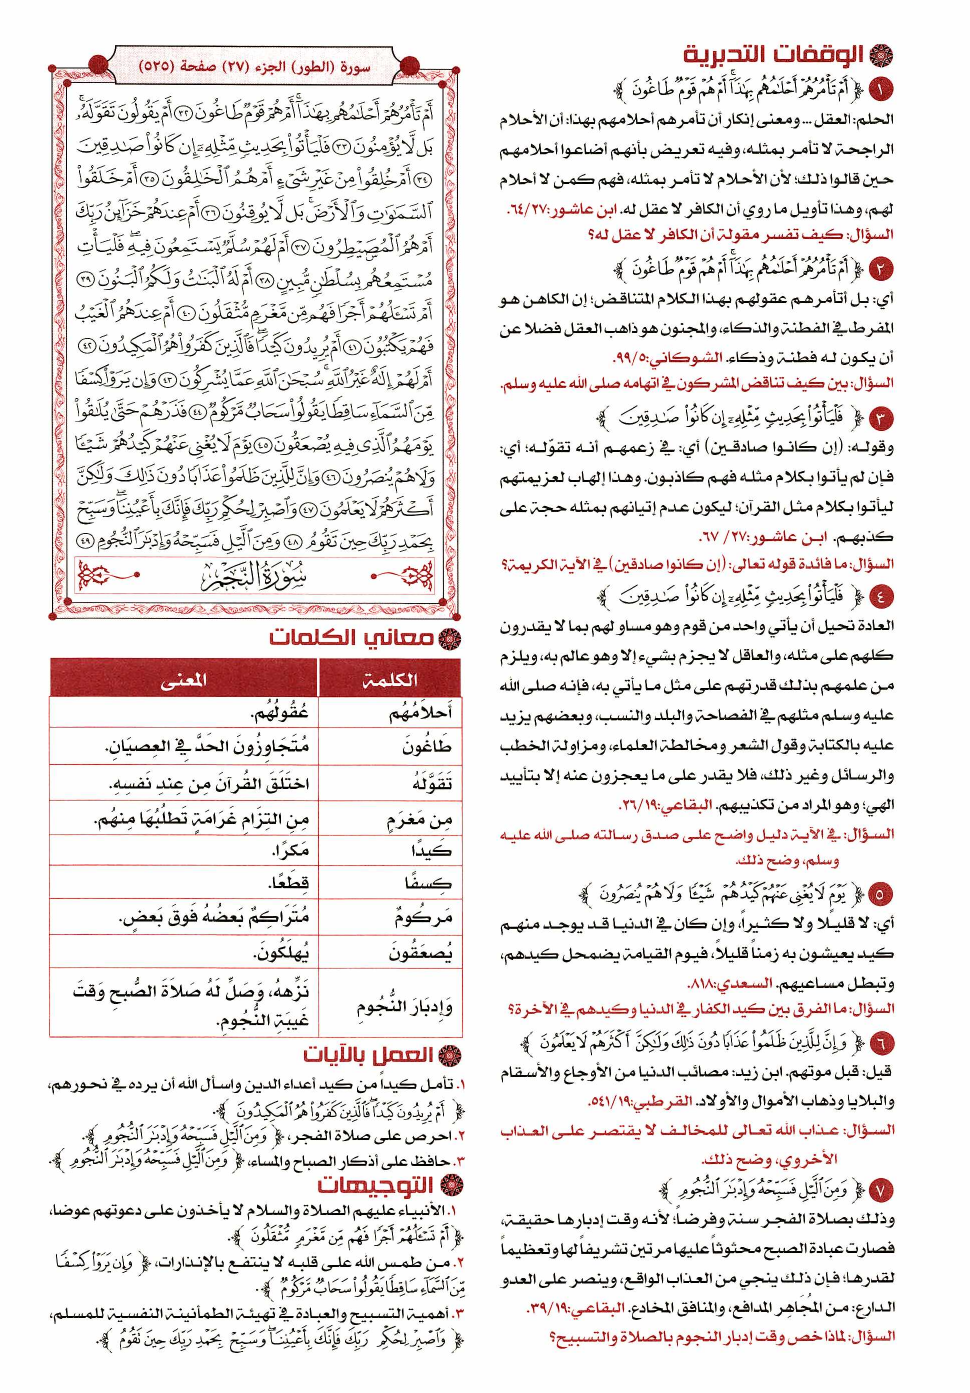 الوقفات التدبرية
١ ﴿ أَمْ تَأْمُرُهُمْ أَحْلَٰمُهُم بِهَٰذَآ ۚ أَمْ هُمْ قَوْمٌ طَاغُونَ ﴾
الحلم: العقل ... ومعنى إنكار أن تأمرهم أحلامهم بهذا: أن الأحلام
الراجحة لا تأمر بمثله، وفيه تعريض بأنهم أضاعوا أحلامهم
حين قالوا ذلك؛ لأن الأحلام لا تأمر بمثله، فهم كمن لا أحلام
لهم، وهذا تأويل ما روي أن الكافر لا عقل له. ابن عاشور:٦٤/٢٧.
السؤال: كيف تفسر مقولة أن الكافر لا عقل له؟
٢ ﴿ أَمْ تَأْمُرُهُمْ أَحْلَٰمُهُم بِهَٰذَآ ۚ أَمْ هُمْ قَوْمٌ طَاغُونَ ﴾
أي: بل أتأمرهم عقولهم بهذا الكلام المتناقض؛ إن الكاهن هو
المفرط في الفطنة والذكاء، والمجنون هو ذاهب العقل فضلا عن
أن يكون له فطنة وذكاء. الشوكاني:٩٩/٥.
السؤال: بين كيف تناقض المشركون في اتهامه صلى الله عليه وسلم.
٣ ﴿ فَلْيَأْتُوا۟ بِحَدِيثٍ مِّثْلِهِۦٓ إِن كَانُوا۟ صَٰدِقِينَ ﴾
وقوله: (إن كانوا صادقين) أي: في زعمهم أنه تقوّله؛ أي:
فإن لم يأتوا بكلام مثله فهم كاذبون. وهذا إلهاب لعزيمتهم
ليأتوا بكلام مثل القرآن؛ ليكون عدم إتيانهم بمثله حجة على
كذبهم. ابن عاشور:٢٧/ ٦٧.
السؤال: ما فائدة قوله تعالى: (إن كانوا صادقين) في الآية الكريمة؟
٤ ﴿ فَلْيَأْتُوا۟ بِحَدِيثٍ مِّثْلِهِۦٓ إِن كَانُوا۟ صَٰدِقِينَ ﴾
العادة تحيل أن يأتي واحد من قوم وهو مساو لهم بما لا يقدرون
كلهم على مثله، والعاقل لا يجزم بشيء إلا وهو عالم به، ويلزم
من علمهم بذلك قدرتهم على مثل ما يأتي به، فإنه صلى الله
عليه وسلم مثلهم في الفصاحة والبلد والنسب، وبعضهم يزيد
عليه بالكتابة وقول الشعر ومخالطة العلماء، ومزاولة الخطب
والرسائل وغير ذلك، فلا يقدر على ما يعجزون عنه إلا بتأييد
الهي؛ وهو المراد من تكذيبهم. البقاعي:٢٦/١٩.
السؤال: في الآية دليل واضح على صدق رسالته صلى الله عليه
وسلم، وضح ذلك.
٥ ﴿ يَوْمَ لَا يُغْنِى عَنْهُمْ كَيْدُهُمْ شَيْـًٔا وَلَا هُمْ يُنصَرُونَ ﴾
أي: لا قليلا ولا كثيراً، وإن كان في الدنيا قد يوجد منهم
كيد يعيشون به زمناً قليلاً، فيوم القيامة يضمحل كيدهم،
وتبطل مساعيهم. السعدي:٨١٨.
السؤال: ما الفرق بين كيد الكفار في الدنيا وكيدهم في الآخرة؟
٦ ﴿ وَإِنَّ لِلَّذِينَ ظَلَمُوا۟ عَذَابًا دُونَ ذَٰلِكَ وَلَٰكِنَّ أَكْثَرَهُمْ لَا يَعْلَمُونَ ﴾
قيل: قبل موتهم. ابن زيد: مصائب الدنيا من الأوجاع والأسقام
والبلايا وذهاب الأموال والأولاد. القرطبي:٥٤١/١٩.
السؤال: عذاب الله تعالى للمخالف لا يقتصر على العذاب
الأخروي، وضح ذلك.
٧ ﴿ وَمِنَ ٱلَّيْلِ فَسَبِّحْهُ وَإِدْبَٰرَ ٱلنُّجُومِ ﴾
وذلك بصلاة الفجر سنة وفرضاً؛ لأنه وقت إدبارها حقيقة،
فصارت عبادة الصبح محثوثاً عليها مرتين تشريفاً لها وتعظيماً
لقدرها؛ فإن ذلك ينجي من العذاب الواقع، وينصر على العدو
الدارع: من المُجَاهِر المدافع، والمنافق المخادع. البقاعي:٣٩/١٩.
السؤال: لماذا خص وقت إدبار النجوم بالصلاة والتسبيح؟
سورة (الطور) الجزء (٢٧) صفحة (٥٢٥)
أَمْ تَأْمُرُهُمْ أَحْلَٰمُهُم بِهَٰذَآ ۚ أَمْ هُمْ قَوْمٌ طَاغُونَ ٣٢ أَمْ يَقُولُونَ تَقَوَّلَهُۥ ۚ
بَل لَّا يُؤْمِنُونَ ٣٣ فَلْيَأْتُوا۟ بِحَدِيثٍ مِّثْلِهِۦٓ إِن كَانُوا۟ صَٰدِقِينَ
٣٤ أَمْ خُلِقُوا۟ مِنْ غَيْرِ شَىْءٍ أَمْ هُمُ ٱلْخَٰلِقُونَ ٣٥ أَمْ خَلَقُوا۟
ٱلسَّمَٰوَٰتِ وَٱلْأَرْضَ ۚ بَل لَّا يُوقِنُونَ ٣٦ أَمْ عِندَهُمْ خَزَآئِنُ رَبِّكَ
أَمْ هُمُ ٱلْمُصَۣيْطِرُونَ ٣٧ أَمْ لَهُمْ سُلَّمٌ يَسْتَمِعُونَ فِيهِ ۖ فَلْيَأْتِ
مُسْتَمِعُهُم بِسُلْطَٰنٍ مُّبِينٍ ٣٨ أَمْ لَهُ ٱلْبَنَٰتُ وَلَكُمُ ٱلْبَنُونَ ٣٩
أَمْ تَسْـَٔلُهُمْ أَجْرًا فَهُم مِّن مَّغْرَمٍ مُّثْقَلُونَ ٤٠ أَمْ عِندَهُمُ ٱلْغَيْبُ
فَهُمْ يَكْتُبُونَ ٤١ أَمْ يُرِيدُونَ كَيْدًا ۖ فَٱلَّذِينَ كَفَرُوا۟ هُمُ ٱلْمَكِيدُونَ ٤٢
أَمْ لَهُمْ إِلَٰهٌ غَيْرُ ٱللَّهِ ۚ سُبْحَٰنَ ٱللَّهِ عَمَّا يُشْرِكُونَ ٤٣ وَإِن يَرَوْا۟ كِسْفًا
مِّنَ ٱلسَّمَآءِ سَاقِطًا يَقُولُوا۟ سَحَابٌ مَّرْكُومٌ ٤٤ فَذَرْهُمْ حَتَّىٰ يُلَٰقُوا۟
يَوْمَهُمُ ٱلَّذِى فِيهِ يُصْعَقُونَ ٤٥ يَوْمَ لَا يُغْنِى عَنْهُمْ كَيْدُهُمْ شَيْـًٔا
وَلَا هُمْ يُنصَرُونَ ٤٦ وَإِنَّ لِلَّذِينَ ظَلَمُوا۟ عَذَابًا دُونَ ذَٰلِكَ وَلَٰكِنَّ
أَكْثَرَهُمْ لَا يَعْلَمُونَ ٤٧ وَٱصْبِرْ لِحُكْمِ رَبِّكَ فَإِنَّكَ بِأَعْيُنِنَا ۖ وَسَبِّحْ
بِحَمْدِ رَبِّكَ حِينَ تَقُومُ ٤٨ وَمِنَ ٱلَّيْلِ فَسَبِّحْهُ وَإِدْبَٰرَ ٱلنُّجُومِ ٤٩
سُورَةُ النَّجْمِ
معاني الكلمات
الكلمة المعنى
أَحلَامُهُم عُقُولُهُم.
طَاغُونَ مُتَجَاوِزُونَ الحَدَّ فِي العِصيَانِ.
تَقَوَّلَهُ اختَلَقَ القُرآنَ مِن عِندِ نَفسِهِ.
مِن مَغرَمٍ مِنِ التِزَامِ غَرَامَةٍ تَطلُبُهَا مِنهُم.
كَيدًا مَكرًا.
كِسفًا قِطَعًا.
مَركُومٌ مُتَرَاكِمٌ بَعضُهُ فَوقَ بَعضٍ.
يُصعَقُونَ يُهلَكُونَ.
وَإِدبَارَ النُّجُومِ نَزِّههُ، وَصَلِّ لَهُ صَلَاةَ الصُّبحِ وَقتَ
غَيبَةِ النُّجُومِ.
العمل بالآيات
١. تأمل كيداً من كيد أعداء الدين واسأل الله أن يرده في نحورهم،
﴿ أَمْ يُرِيدُونَ كَيْدًا ۖ فَٱلَّذِينَ كَفَرُوا۟ هُمُ ٱلْمَكِيدُونَ ﴾.
٢. احرص على صلاة الفجر، ﴿ وَمِنَ ٱلَّيْلِ فَسَبِّحْهُ وَإِدْبَٰرَ ٱلنُّجُومِ ﴾.
٣. حافظ على أذكار الصباح والمساء، ﴿ وَمِنَ ٱلَّيْلِ فَسَبِّحْهُ وَإِدْبَٰرَ ٱلنُّجُومِ ﴾.
التوجيهات
١. الأنبياء عليهم الصلاة والسلام لا يأخذون على دعوتهم عوضا،
﴿ أَمْ تَسْـَٔلُهُمْ أَجْرًا فَهُم مِّن مَّغْرَمٍ مُّثْقَلُونَ ﴾.
٢. من طمس الله على قلبه لا ينتفع بالإنذارات، ﴿ وَإِن يَرَوْا۟ كِسْفًا
مِّنَ ٱلسَّمَآءِ سَاقِطًا يَقُولُوا۟ سَحَابٌ مَّرْكُومٌ ﴾.
٣. أهمية التسبيح والعبادة في تهيئة الطمأنينة النفسية للمسلم،
﴿ وَٱصْبِرْ لِحُكْمِ رَبِّكَ فَإِنَّكَ بِأَعْيُنِنَا ۖ وَسَبِّحْ بِحَمْدِ رَبِّكَ حِينَ تَقُومُ ﴾.